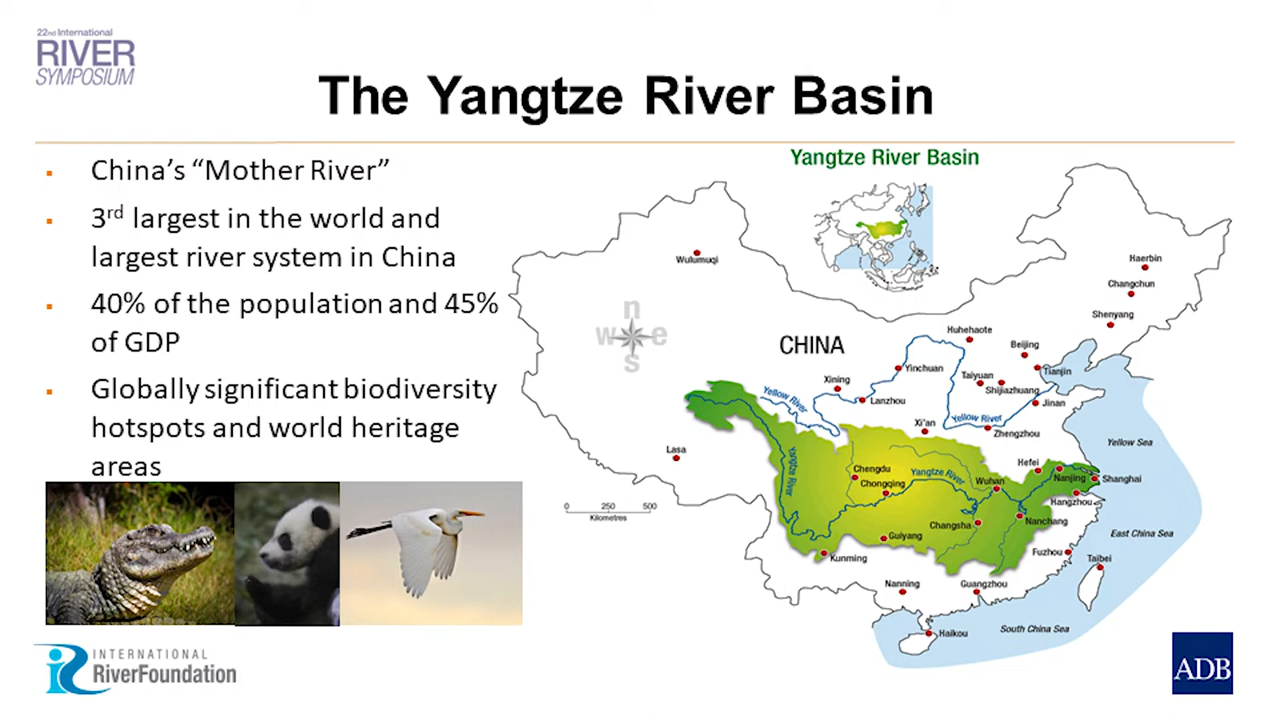 22nd International
RIVER
SYMPOSIUM
The Yangtze River Basin
▪ China’s “Mother River”
▪ 3rd largest in the world and
largest river system in China
▪ 40% of the population and 45%
of GDP
▪ Globally significant biodiversity
hotspots and world heritage
areas
Yangtze River Basin
Wulumuqi
n
w e
s
CHINA
Haerbin
Changchun
Shenyang
Huhehaote
Beijing
Tianjin
Taiyuan
Shijiazhuang
Jinan
Yinchuan
Xining
Lanzhou
Yellow River
Yellow River
Xi'an
Zhengzhou
Yellow Sea
Lasa
0 250 500
Kilometres
Yangtze River
Chengdu
Chongqing
Yangtze River
Wuhan
Hefei
Nanjing
Shanghai
Hangzhou
Changsha
Nanchang
East China Sea
Guiyang
Kunming
Fuzhou
Taibei
Nanning
Guangzhou
South China Sea
Haikou
INTERNATIONAL
RiverFoundation
ADB